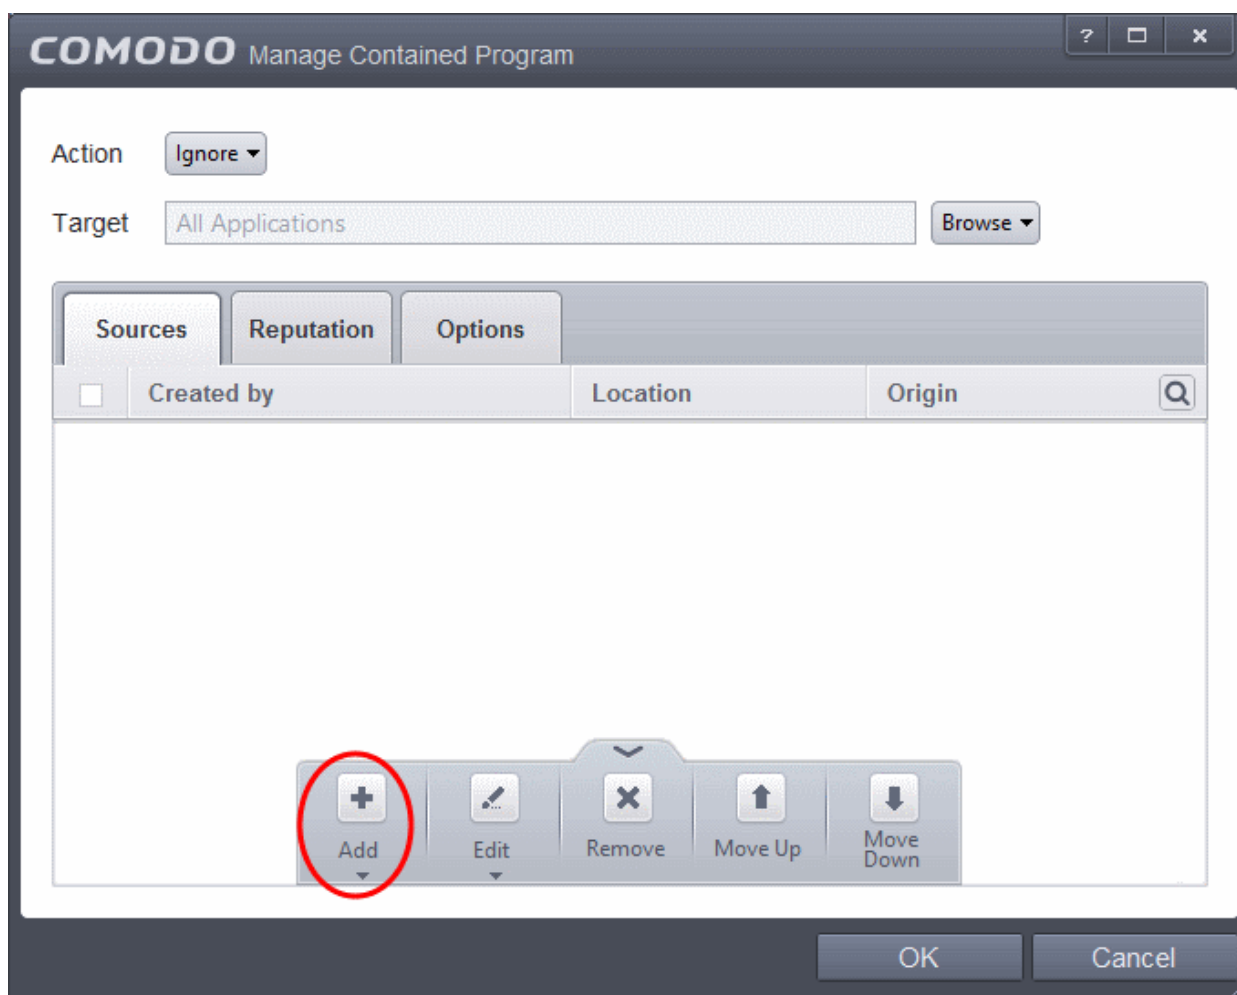 COMODO Manage Contained Program ?
Action Ignore
Target All Applications Browse
Sources Reputation Options
Created by Location Origin
Add Edit Remove Move Up Move
Down
OK Cancel